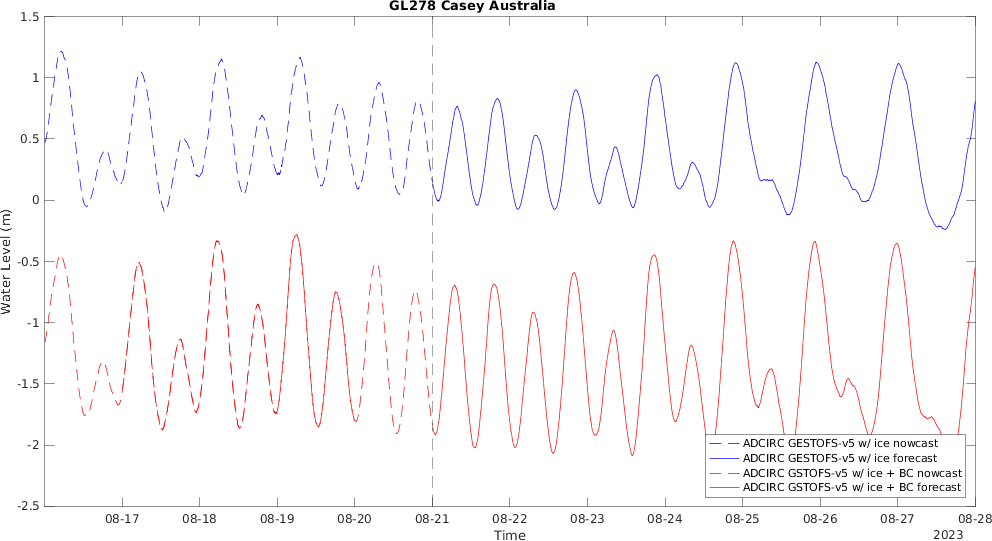 GL278 Casey Australia
1.5
1
0.5
0
-0.5
-1
-1.5
-2
-2.5
Water Level (m)
ADCIRC GESTOFS-v5 w/ ice nowcast
ADCIRC GESTOFS-v5 w/ ice forecast
ADCIRC GSTOFS-v5 w/ ice + BC nowcast
ADCIRC GSTOFS-v5 w/ ice + BC forecast
08-17 08-18 08-19 08-20 08-21 08-22 08-23 08-24 08-25 08-26 08-27 08-28
Time
2023